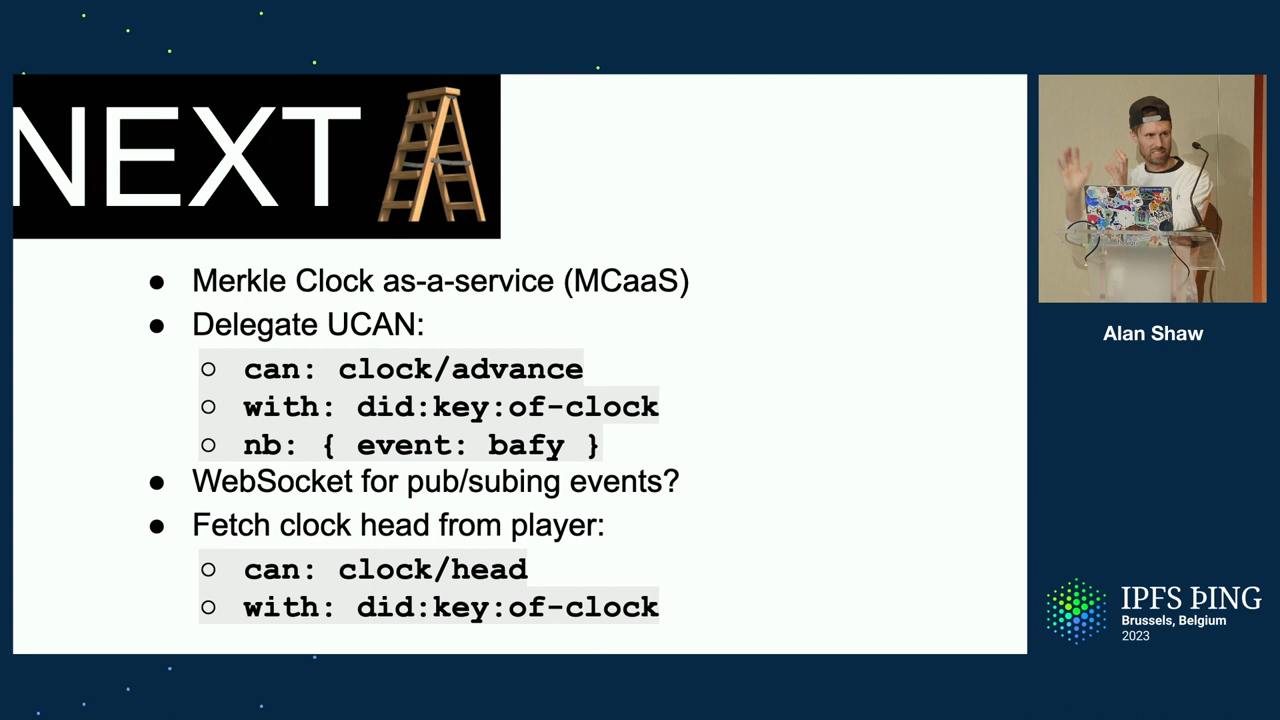 NEXT
● Merkle Clock as-a-service (MCaaS)
● Delegate UCAN:
○ can: clock/advance
○ with: did:key:of-clock
○ nb: { event: bafy }
● WebSocket for pub/subing events?
● Fetch clock head from player:
○ can: clock/head
○ with: did:key:of-clock
Alan Shaw
IPFS ÞING
Brussels, Belgium
2023